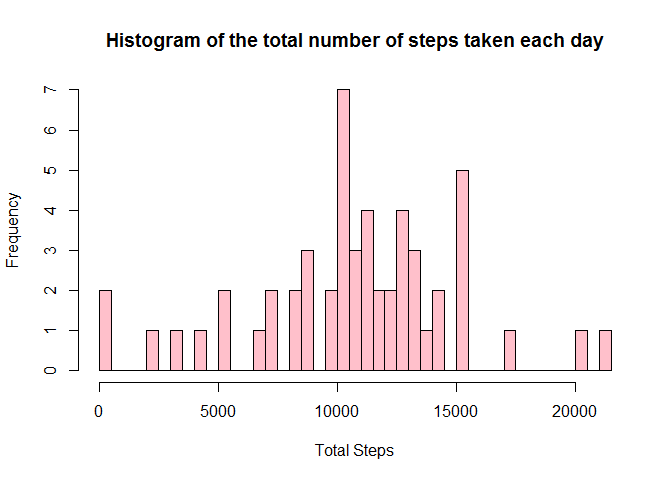 Histogram of the total number of steps taken each day
7
6
5
4
3
2
1
0
Frequency
0 5000 10000 15000 20000
Total Steps